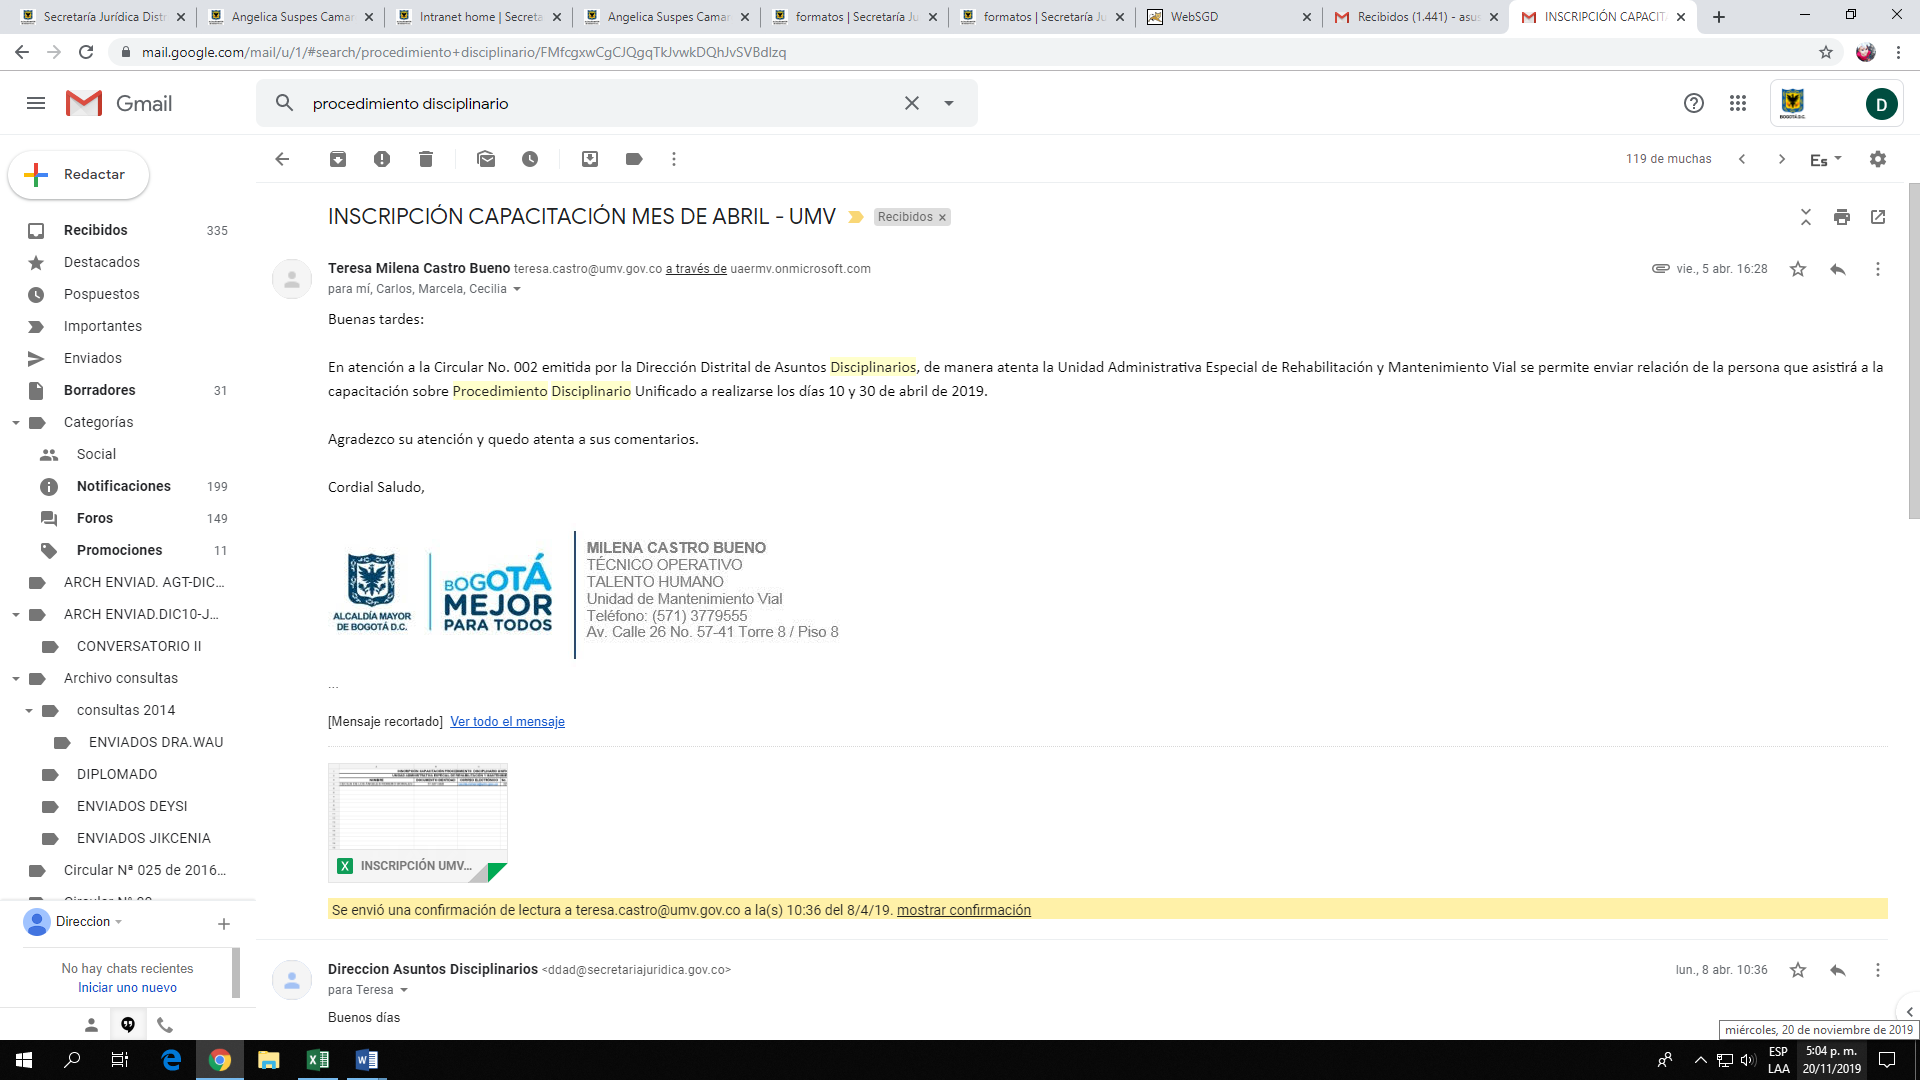 Secretaría Jurídica Distr
Angelica Suspes Camar
Intranet home | Secreta
Angelica Suspes Camar
formatos | Secretaría Ju
formatos | Secretaría Ju
WebSGD
Recibidos (1.441) - asus
INSCRIPCIÓN CAPACITA
mail.google.com/mail/u/1/#search/procedimiento+disciplinario/FMfcgxwCgCJQgqTkJvwkDQhJvSVBdlzq
Gmail
procedimiento disciplinario
BOGOTÁ D.C.
D
Redactar
119 de muchas
Es
Recibidos 335
Destacados
Pospuestos
Importantes
Enviados
Borradores 31
Categorías
Social
Notificaciones 199
Foros 149
Promociones 11
ARCH ENVIAD. AGT-DIC...
ARCH ENVIAD.DIC10-J...
CONVERSATORIO II
Archivo consultas
consultas 2014
ENVIADOS DRA.WAU
DIPLOMADO
ENVIADOS DEYSI
ENVIADOS JIKCENIA
Circular Nª 025 de 2016...
Direccion
No hay chats recientes
Iniciar uno nuevo
INSCRIPCIÓN CAPACITACIÓN MES DE ABRIL - UMV
Recibidos x
Teresa Milena Castro Bueno teresa.castro@umv.gov.co a través de uaermv.onmicrosoft.com
vie., 5 abr. 16:28
para mí, Carlos, Marcela, Cecilia
Buenas tardes:
En atención a la Circular No. 002 emitida por la Dirección Distrital de Asuntos Disciplinarios, de manera atenta la Unidad Administrativa Especial de Rehabilitación y Mantenimiento Vial se permite enviar relación de la persona que asistirá a la
capacitación sobre Procedimiento Disciplinario Unificado a realizarse los días 10 y 30 de abril de 2019.
Agradezco su atención y quedo atenta a sus comentarios.
Cordial Saludo,
ALCALDÍA MAYOR
DE BOGOTÁ D.C.
BOGOTÁ
MEJOR
PARA TODOS
MILENA CASTRO BUENO
TÉCNICO OPERATIVO
TALENTO HUMANO
Unidad de Mantenimiento Vial
Teléfono: (571) 3779555
Av. Calle 26 No. 57-41 Torre 8 / Piso 8
...
[Mensaje recortado] Ver todo el mensaje
INSCRIPCIÓN UMV...
Se envió una confirmación de lectura a teresa.castro@umv.gov.co a la(s) 10:36 del 8/4/19. mostrar confirmación
Direccion Asuntos Disciplinarios <ddad@secretariajuridica.gov.co>
lun., 8 abr. 10:36
para Teresa
Buenos días
miércoles, 20 de noviembre de 2019
ESP
LAA
5:04 p. m.
20/11/2019